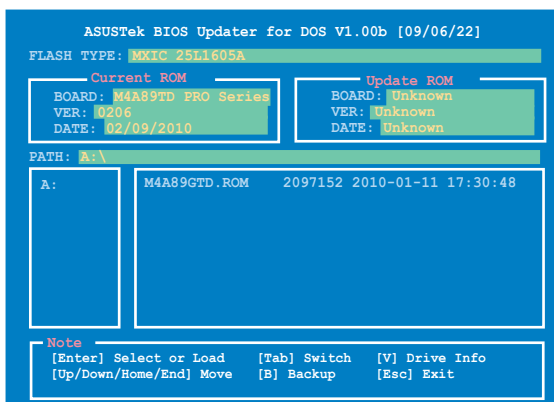 ASUSTek BIOS Updater for DOS V1.00b [09/06/22]
FLASH TYPE: MXIC 25L1605A
Current ROM
BOARD: M4A89TD PRO Series
VER: 0206
DATE: 02/09/2010
Update ROM
BOARD: Unknown
VER: Unknown
DATE: Unknown
PATH: A:\
A:
M4A89GTD.ROM 2097152 2010-01-11 17:30:48
Note
[Enter] Select or Load [Tab] Switch [V] Drive Info
[Up/Down/Home/End] Move [B] Backup [Esc] Exit